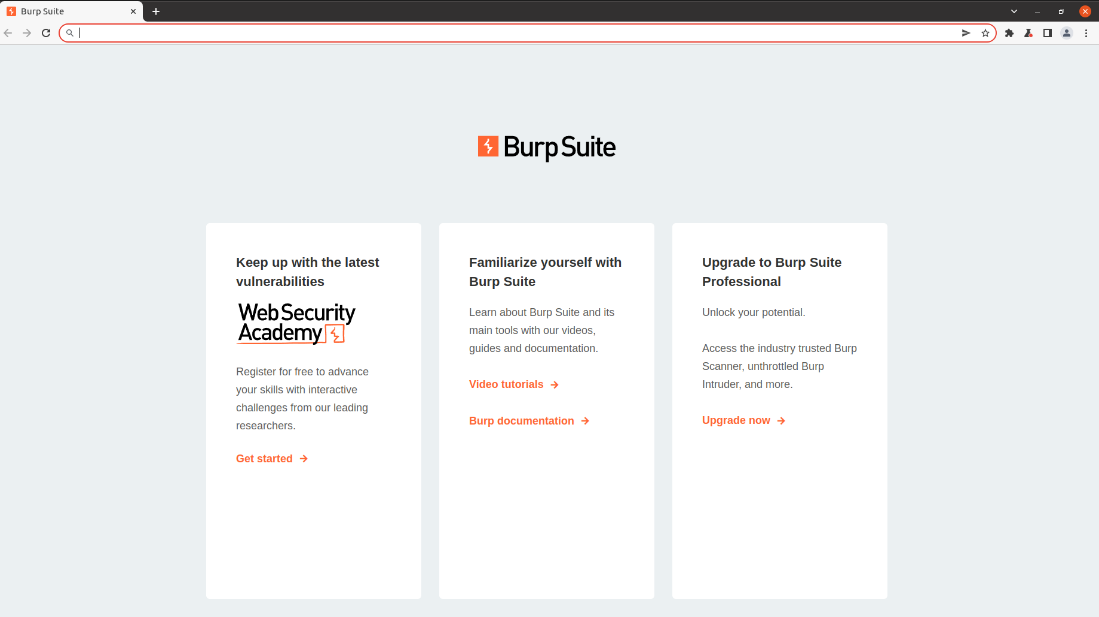 Burp Suite
Burp Suite
Keep up with the latest
vulnerabilities
Web Security
Academy
Register for free to advance
your skills with interactive
challenges from our leading
researchers.
Get started
Familiarize yourself with
Burp Suite
Learn about Burp Suite and its
main tools with our videos,
guides and documentation.
Video tutorials
Burp documentation
Upgrade to Burp Suite
Professional
Unlock your potential.
Access the industry trusted Burp
Scanner, unthrottled Burp
Intruder, and more.
Upgrade now